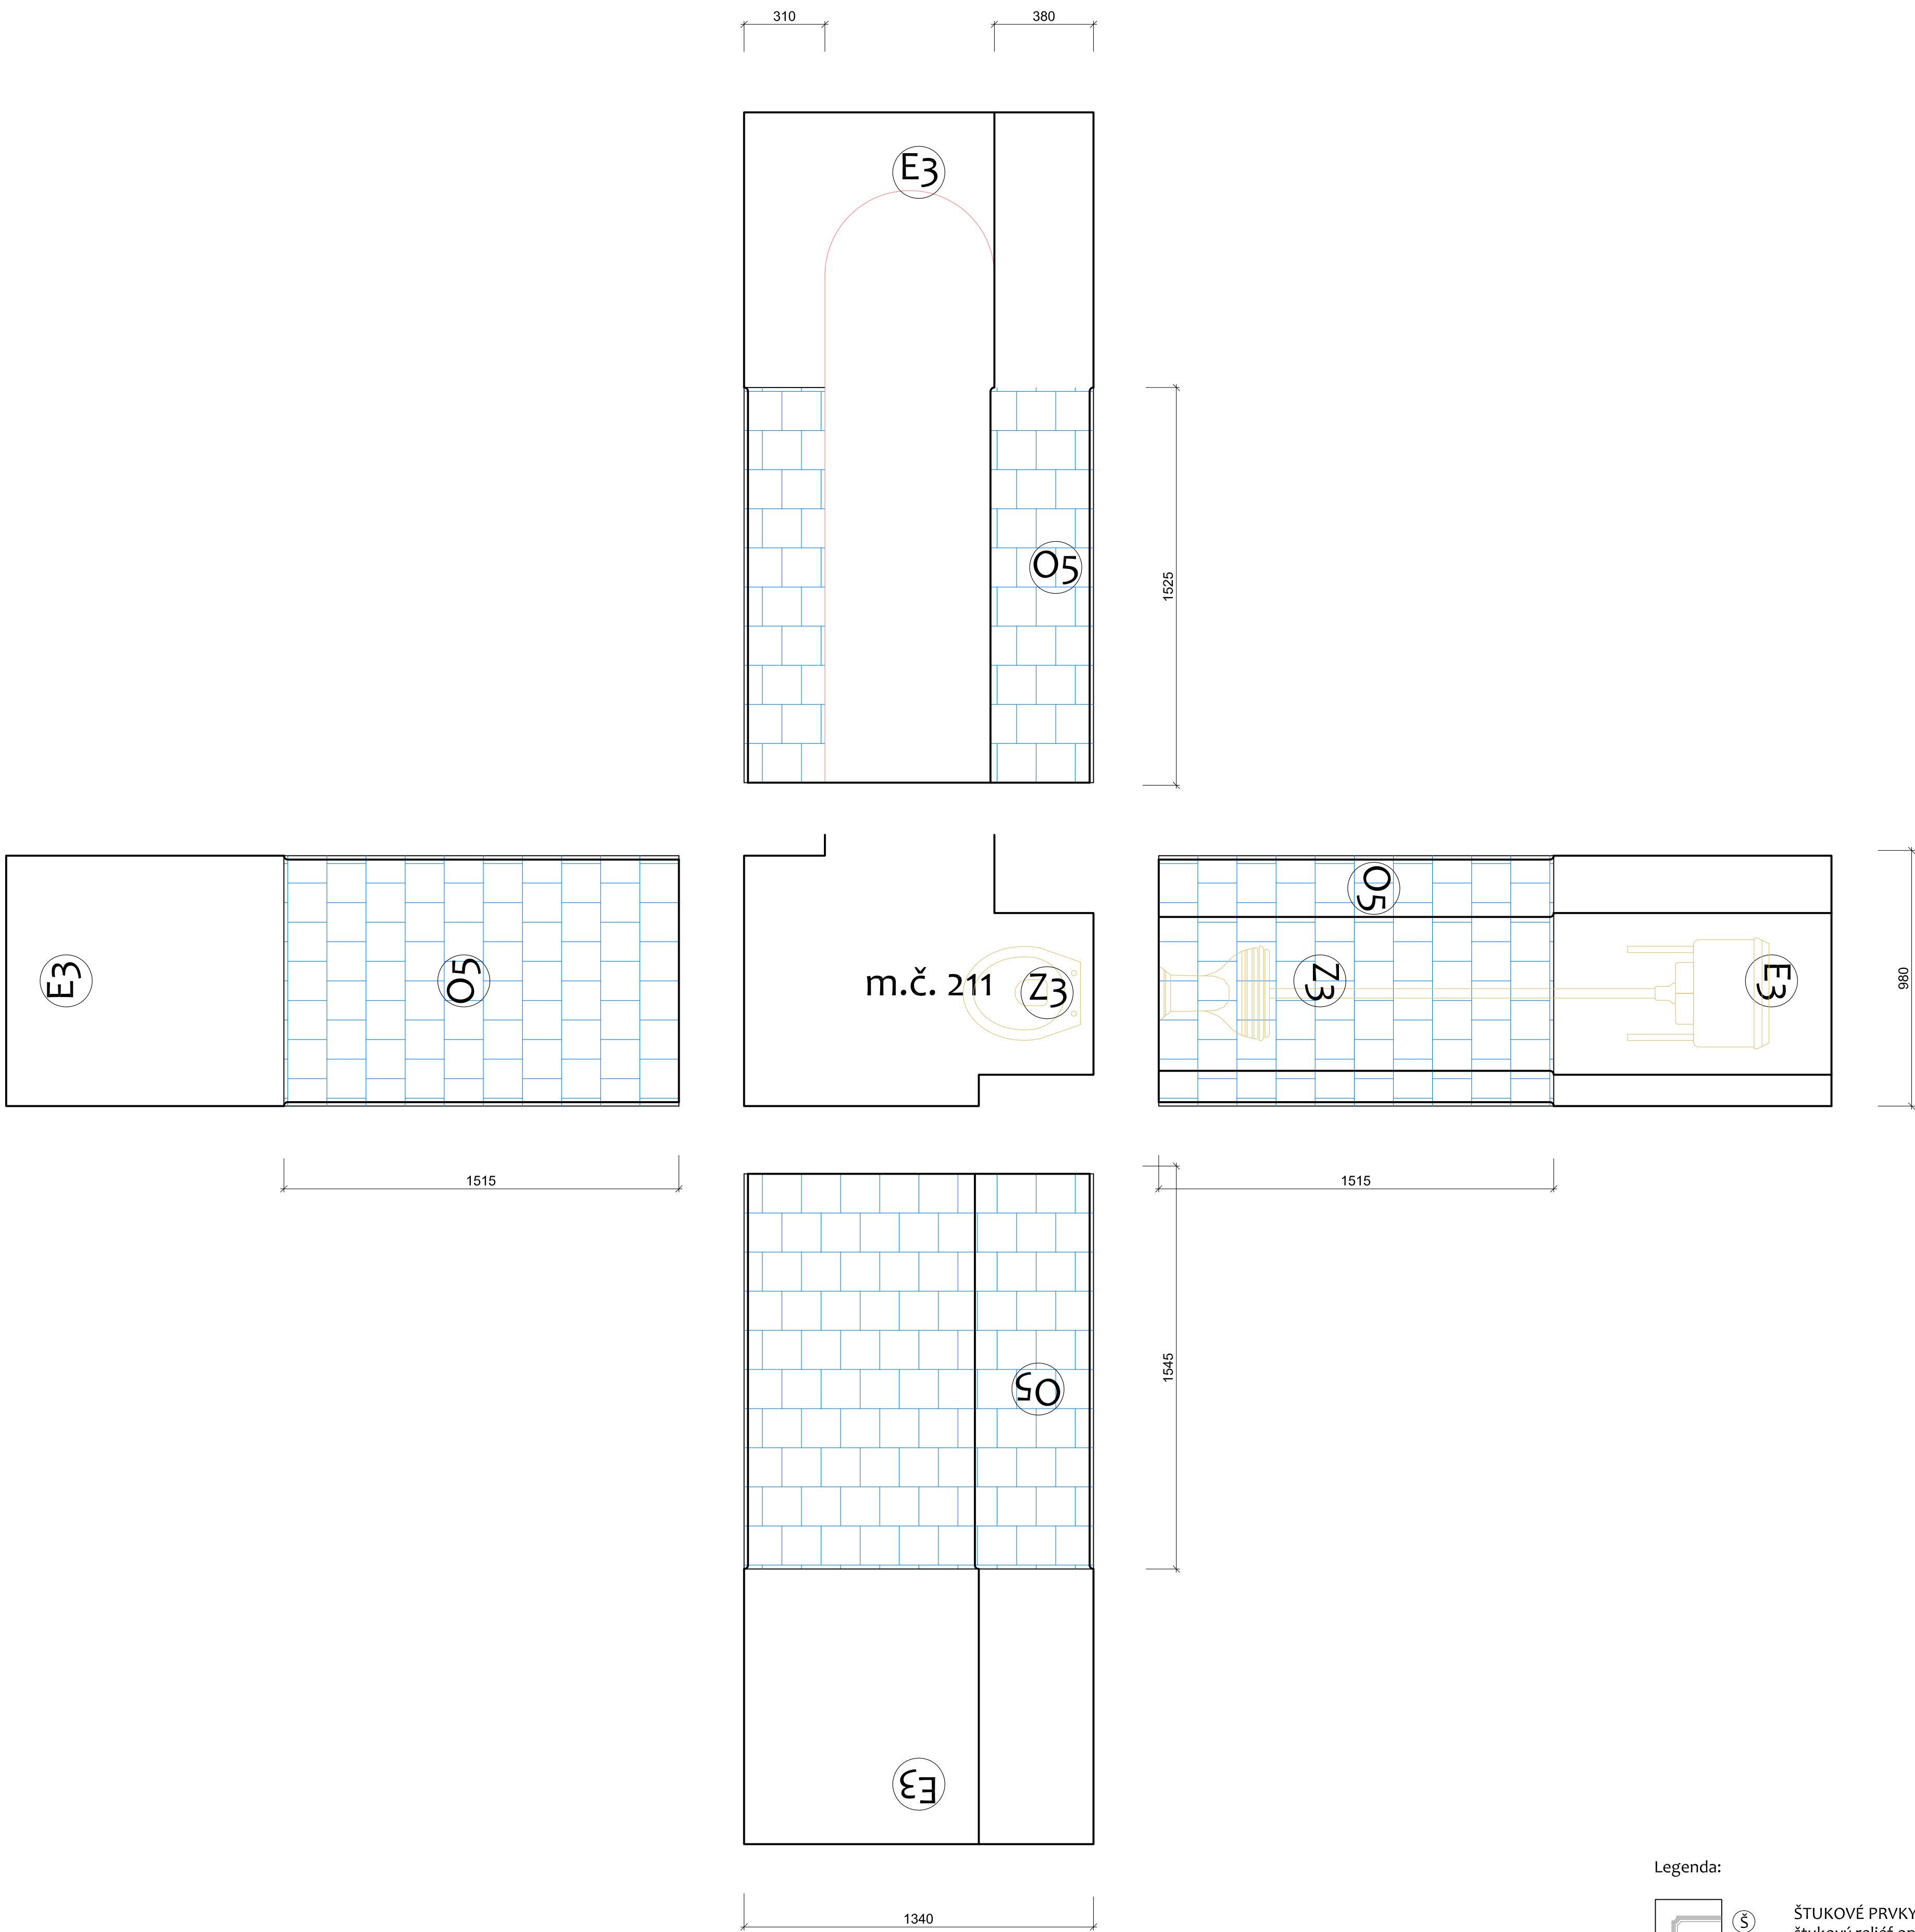 310
380
E3
O5
1525
E3
O5
m.č. 211
Z3
O5
Z3
E3
980
1515
1515
O5
1545
E3
1340
Legenda:
Š
ŠTUKOVÉ PRVKY